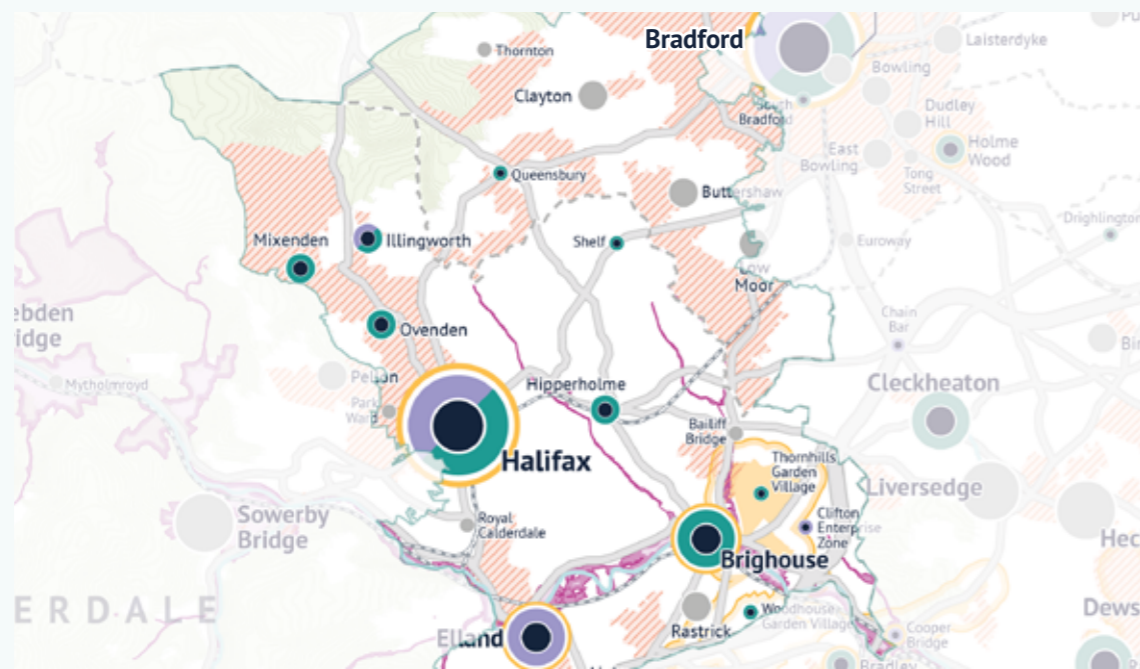 Bradford
Laisterdyke
Thornton
Bowling
Clayton
Dudley
Hill
South
Bradford
Holme
Wood
East
Bowling
Tong
Street
Queensbury
Buttershaw
Drighlington
Mixenden
Illingworth
Shelf
Euroway
Low
Moor
ebden
idge
Ovenden
Chain
Bar
Pellon
Mytholmroyd
Hipperholme
Cleckheaton
Park
Ward
Bailiff
Bridge
Halifax
Thornhills
Garden
Village
Liversedge
Sowerby
Bridge
Royal
Calderdale
Clifton
Enterprise
Zone
Hec
Brighouse
ERDALE
Woodhouse
Garden Village
Dews
Rastrick
Elland
Cooper
Bridge
Bradley